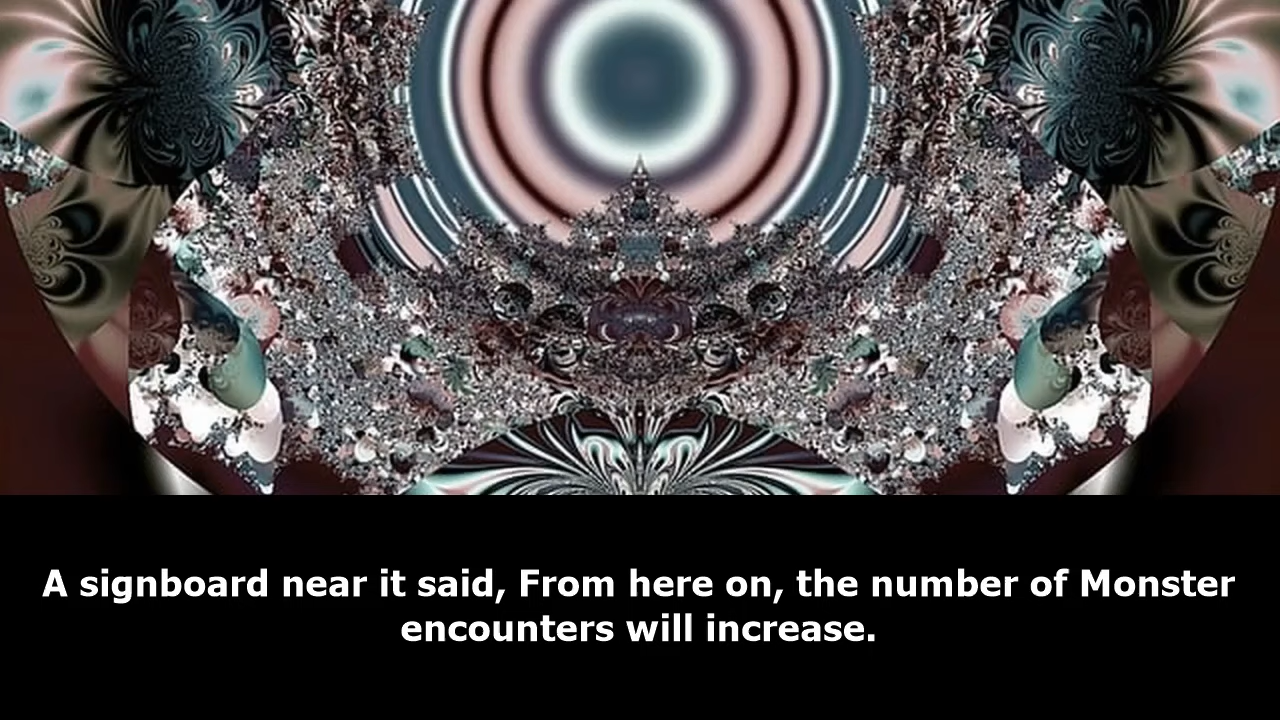 A signboard near it said, From here on, the number of Monster
encounters will increase.